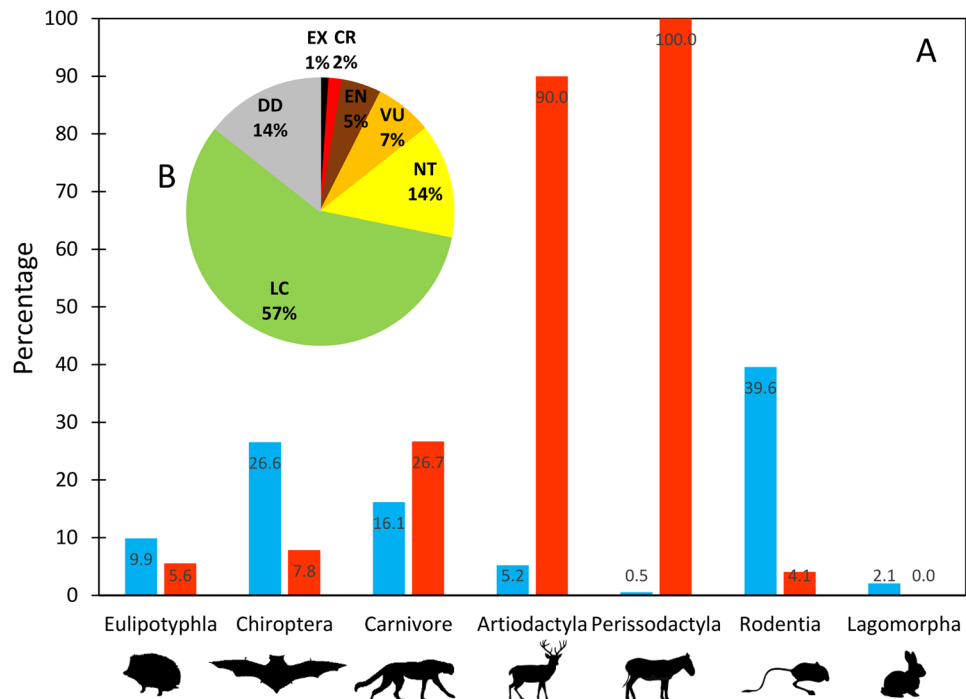 A
B
EX
1%
CR
2%
EN
5%
VU
7%
NT
14%
LC
57%
DD
14%
Percentage
100
90
80
70
60
50
40
30
20
10
0
9.9
5.6
26.6
7.8
16.1
26.7
5.2
90.0
0.5
100.0
39.6
4.1
2.1
0.0
Eulipotyphla
Chiroptera
Carnivore
Artiodactyla
Perissodactyla
Rodentia
Lagomorpha